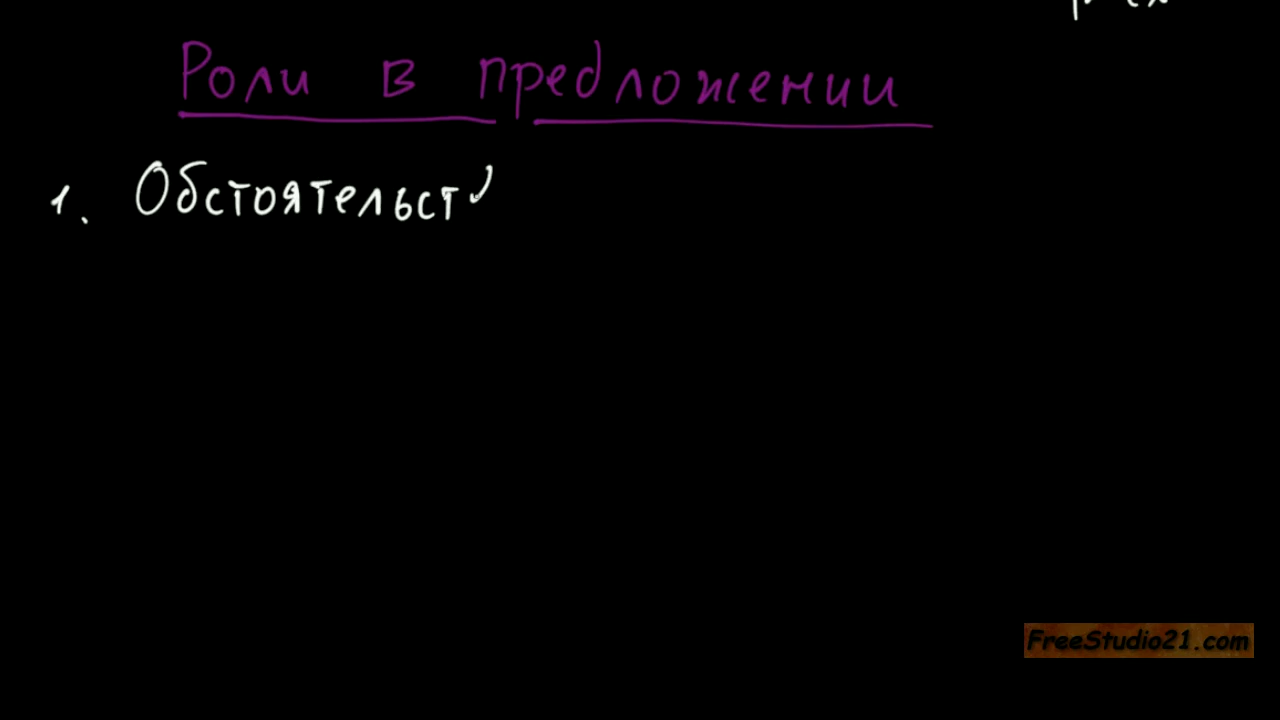 Роли в предложении
1. Обстоятельст
FreeStudio21.com